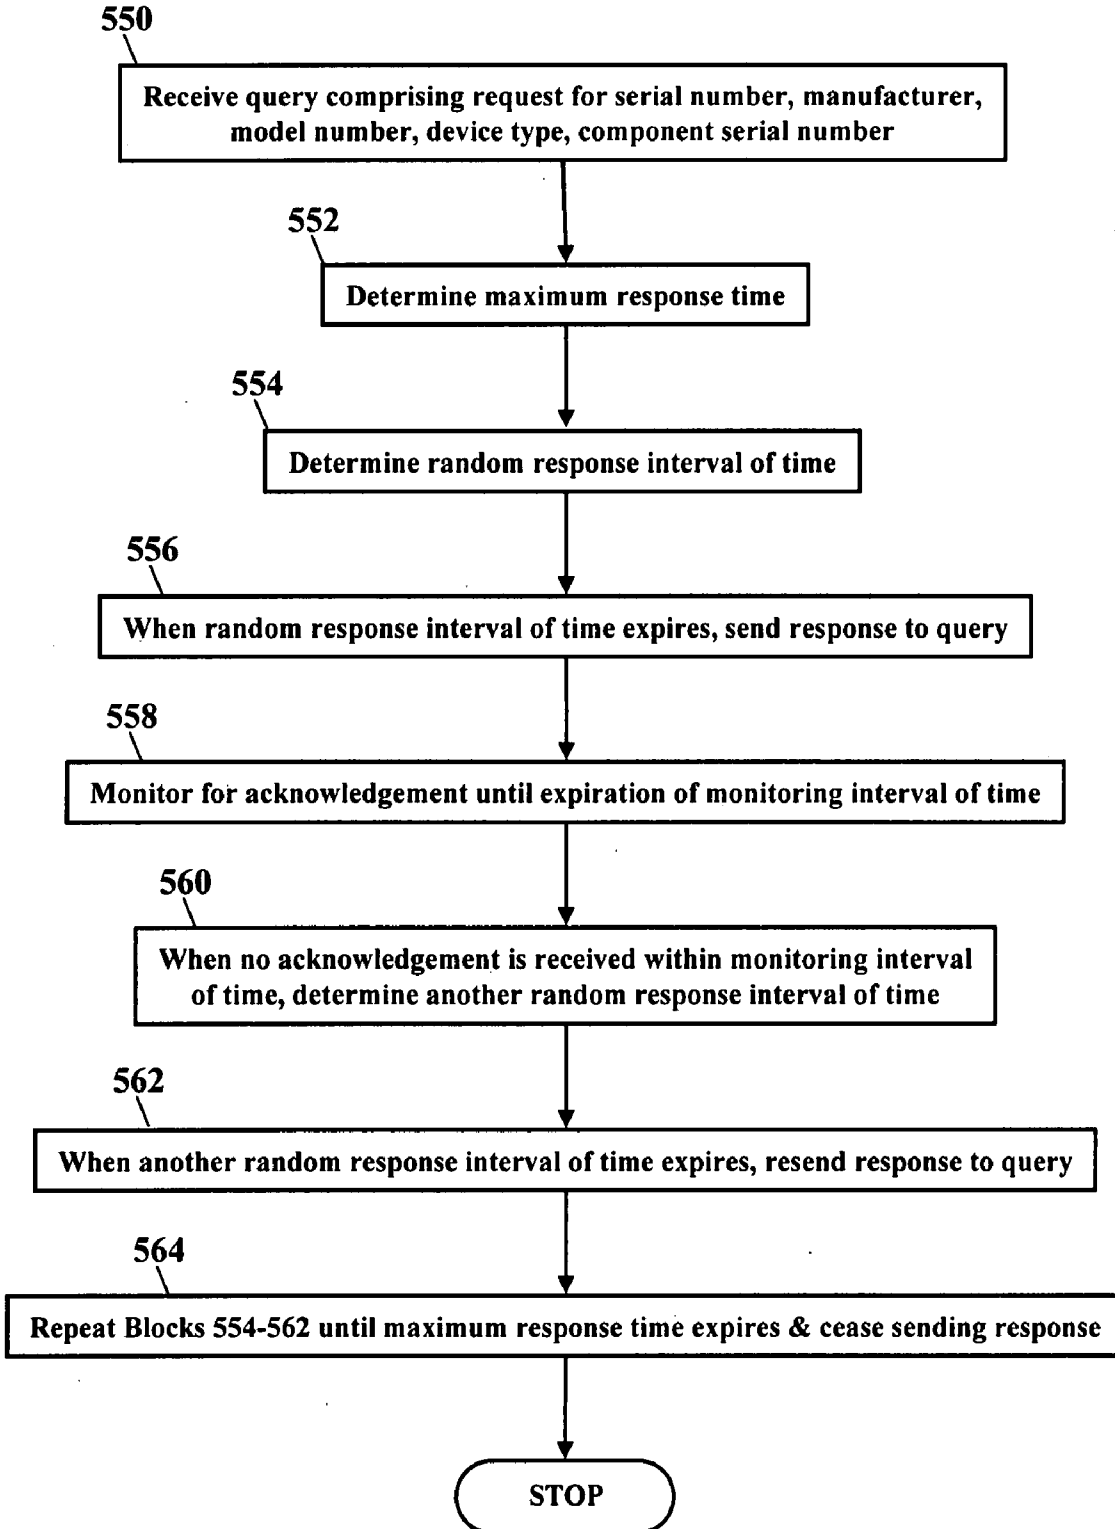 550
Receive query comprising request for serial number, manufacturer,
model number, device type, component serial number
552
Determine maximum response time
554
Determine random response interval of time
556
When random response interval of time expires, send response to query
558
Monitor for acknowledgement until expiration of monitoring interval of time
560
When no acknowledgement is received within monitoring interval
of time, determine another random response interval of time
562
When another random response interval of time expires, resend response to query
564
Repeat Blocks 554-562 until maximum response time expires & cease sending response
STOP